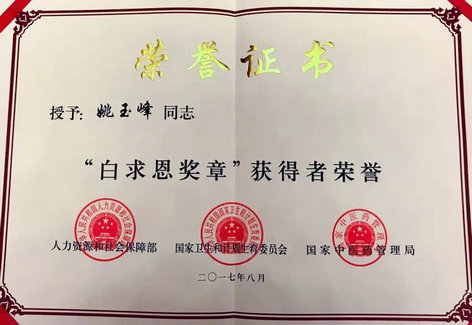 荣誉证书
授予：姚玉峰 同志
“白求恩奖章”获得者荣誉
人力资源和社会保障部 国家卫生和计划生育委员会 国家中医药管理局
二〇一七年八月